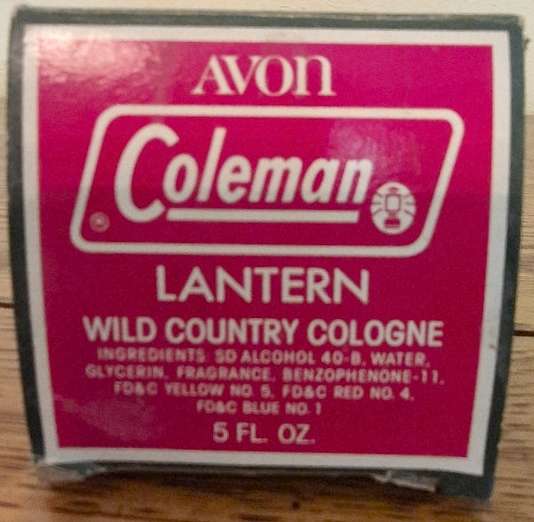 AVON
Coleman
®
LANTERN
WILD COUNTRY COLOGNE
INGREDIENTS SD ALCOHOL 40-B, WATER,
GLYCERIN, FRAGRANCE, BENZOPHENONE-11,
FD&C YELLOW NO. 5, FD&C RED NO. 4,
FD&C BLUE NO. 1
5 FL. OZ.